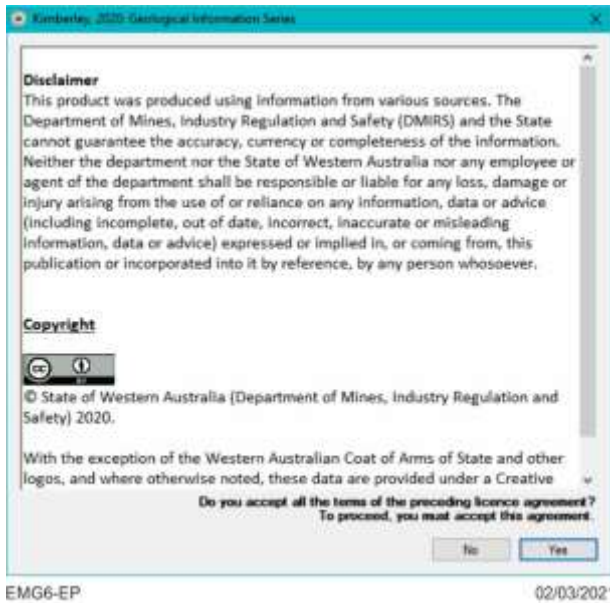 Kimberley, 2020: Geological Information Series
Disclaimer
This product was produced using information from various sources. The
Department of Mines, Industry Regulation and Safety (DMIRS) and the State
cannot guarantee the accuracy, currency or completeness of the information.
Neither the department nor the State of Western Australia nor any employee or
agent of the department shall be responsible or liable for any loss, damage or
injury arising from the use of or reliance on any information, data or advice
(including incomplete, out of date, incorrect, inaccurate or misleading
information, data or advice) expressed or implied in, or coming from, this
publication or incorporated into it by reference, by any person whosoever.
Copyright
cc
BY
© State of Western Australia (Department of Mines, Industry Regulation and
Safety) 2020.
With the exception of the Western Australian Coat of Arms of State and other
logos, and where otherwise noted, these data are provided under a Creative
Do you accept all the terms of the preceding licence agreement?
To proceed, you must accept this agreement.
No Yes
EMG6-EP 02/03/202